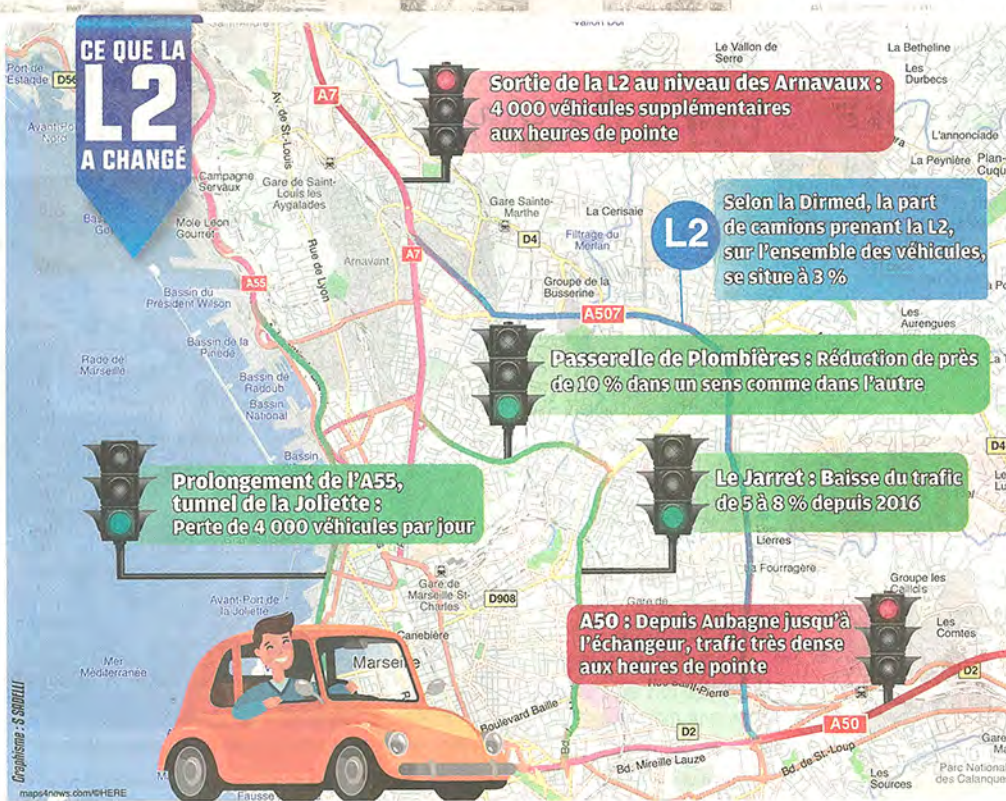 CE QUE LA
L2
A CHANGÉ
Sortie de la L2 au niveau des Arnavaux :
4 000 véhicules supplémentaires
aux heures de pointe
L2
Selon la Dirmed, la part
de camions prenant la L2,
sur l'ensemble des véhicules,
se situe à 3 %
Passerelle de Plombières : Réduction de près
de 10 % dans un sens comme dans l'autre
Prolongement de l'A55,
tunnel de la Joliette :
Perte de 4 000 véhicules par jour
Le Jarret : Baisse du trafic
de 5 à 8 % depuis 2016
A50 : Depuis Aubagne jusqu'à
l'échangeur, trafic très dense
aux heures de pointe
Port de
l'Estaque
A7
Av. de St.-Louis
Le Vallon de
Serre
La Betheline
Les
Durbecs
L'annonciade
La Peynière
Campagne
Servaux
Gare de Saint-
Louis les
Aygalades
Mole Léon
Gourret
Rue de Lyon
Gare Sainte-
Marthe
La Cerisaie
D4
Filtrage du
Merlan
Arnavant
A7
A55
Groupe de la
Busserine
A507
Bassin du
Président Wilson
Les
Aurengues
Rade de
Marseille
Bassin de la
Pinède
Bassin de
Radoub
Bassin
National
Bassin
Lierres
La Fourragère
Gare de
Marseille St-
Charles
D908
Gare de
Groupe les
Caillols
Avant-Port de
la Joliette
Canebière
Les
Comtes
Mer
Méditerranée
Marseille
D2
Boulevard Baille
D2
A50
Bd. Mireille Lauze
Bd. de St.-Loup
Les
Sources
Parc National
des Calanques
Fausse
Graphisme : S SADELLI
maps4news.com/©HERE